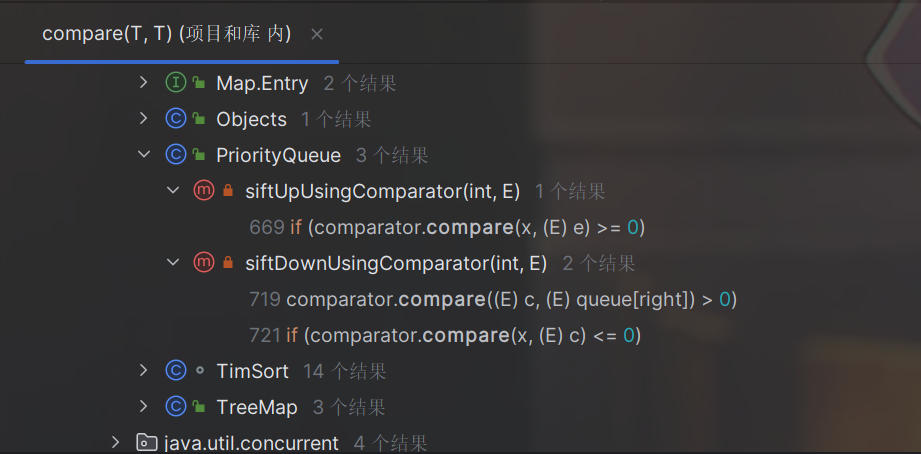 compare(T, T) (项目和库 内)
Map.Entry 2 个结果
Objects 1 个结果
PriorityQueue 3 个结果
siftUpUsingComparator(int, E) 1 个结果
669 if (comparator.compare(x, (E) e) >= 0)
siftDownUsingComparator(int, E) 2 个结果
719 comparator.compare((E) c, (E) queue[right]) > 0)
721 if (comparator.compare(x, (E) c) <= 0)
TimSort 14 个结果
TreeMap 3 个结果
java.util.concurrent 4 个结果